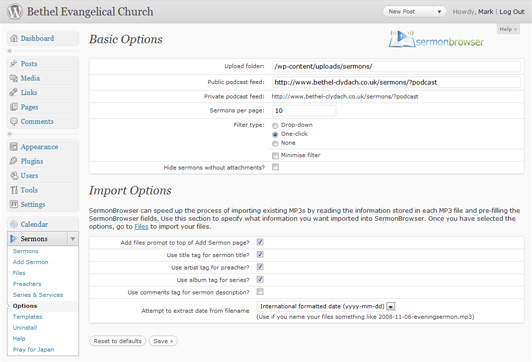 Bethel Evangelical Church
New Post
Howdy, Mark | Log Out
Help
Dashboard
Posts
Media
Links
Pages
Comments
Appearance
Plugins
Users
Tools
Settings
Calendar
Sermons
Sermons
Add Sermon
Files
Preachers
Series & Services
Options
Templates
Uninstall
Help
Pray for Japan
Basic Options
sermonbrowser
Upload folder: /wp-content/uploads/sermons/
Public podcast feed: http://www.bethel-clydach.co.uk/sermons/?podcast
Private podcast feed: http://www.bethel-clydach.co.uk/sermons/?podcast
Sermons per page: 10
Filter type: Drop-down
One-click
None
Minimise filter
Hide sermons without attachments?
Import Options
SermonBrowser can speed up the process of importing existing MP3s by reading the information stored in each MP3 file and pre-filling the
SermonBrowser fields. Use this section to specify what information you want imported into SermonBrowser. Once you have selected the
options, go to Files to import your files.
Add files prompt to top of Add Sermon page?
Use title tag for sermon title?
Use artist tag for preacher?
Use album tag for series?
Use comments tag for sermon description?
Attempt to extract date from filename International formatted date (yyyy-mm-dd)
(Use if you name your files something like 2008-11-06-eveningsermon.mp3)
Reset to defaults
Save »